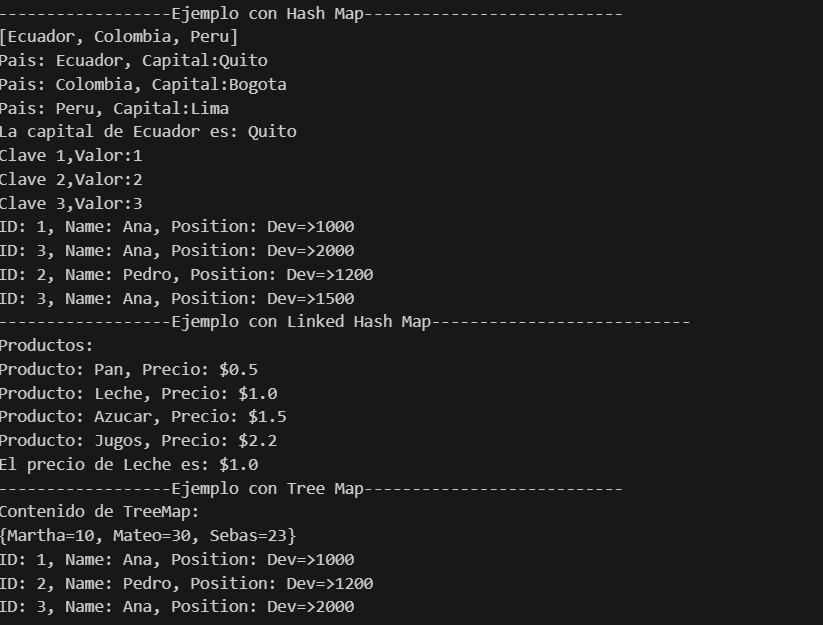 ------------------Ejemplo con Hash Map---------------------------
[Ecuador, Colombia, Peru]
Pais: Ecuador, Capital:Quito
Pais: Colombia, Capital:Bogota
Pais: Peru, Capital:Lima
La capital de Ecuador es: Quito
Clave 1,Valor:1
Clave 2,Valor:2
Clave 3,Valor:3
ID: 1, Name: Ana, Position: Dev=>1000
ID: 3, Name: Ana, Position: Dev=>2000
ID: 2, Name: Pedro, Position: Dev=>1200
ID: 3, Name: Ana, Position: Dev=>1500
------------------Ejemplo con Linked Hash Map---------------------------
Productos:
Producto: Pan, Precio: $0.5
Producto: Leche, Precio: $1.0
Producto: Azucar, Precio: $1.5
Producto: Jugos, Precio: $2.2
El precio de Leche es: $1.0
------------------Ejemplo con Tree Map---------------------------
Contenido de TreeMap:
{Martha=10, Mateo=30, Sebas=23}
ID: 1, Name: Ana, Position: Dev=>1000
ID: 2, Name: Pedro, Position: Dev=>1200
ID: 3, Name: Ana, Position: Dev=>2000